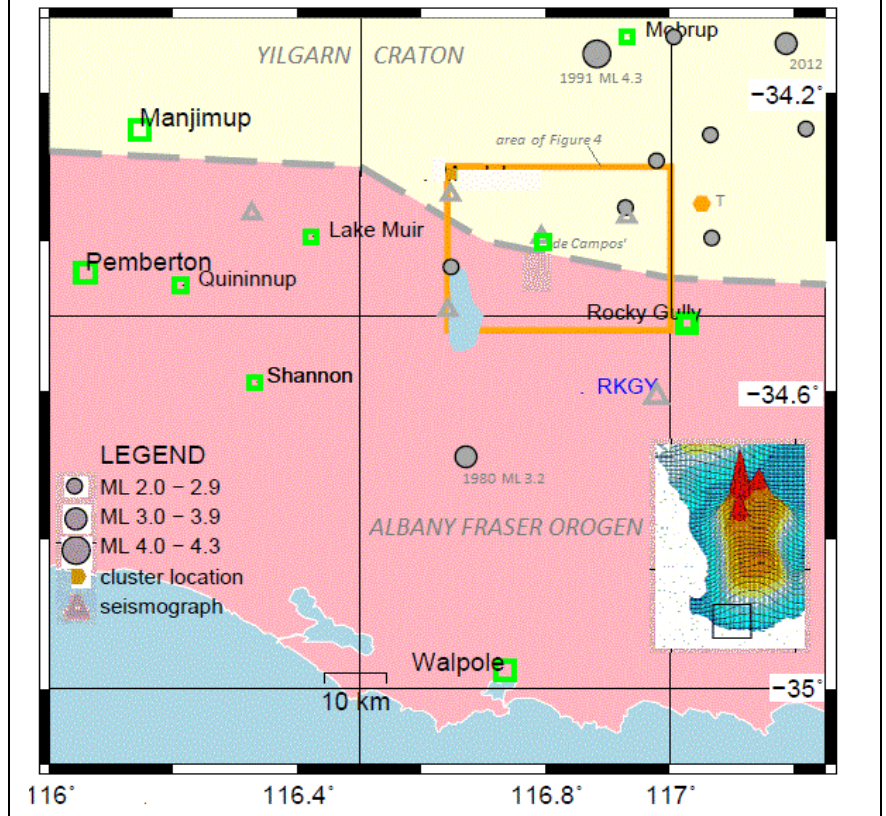 Mobrup
YILGARN CRATON
1991 ML 4.3
2012
−34.2°
Manjimup
area of Figure 4
T
Lake Muir
de Campos'
Pemberton
Quininnup
Rocky Gully
Shannon
RKGY
−34.6°
LEGEND
ML 2.0 − 2.9
ML 3.0 − 3.9
ML 4.0 − 4.3
cluster location
seismograph
1980 ML 3.2
ALBANY FRASER OROGEN
Walpole
−35°
10 km
116°
116.4°
116.8°
117°